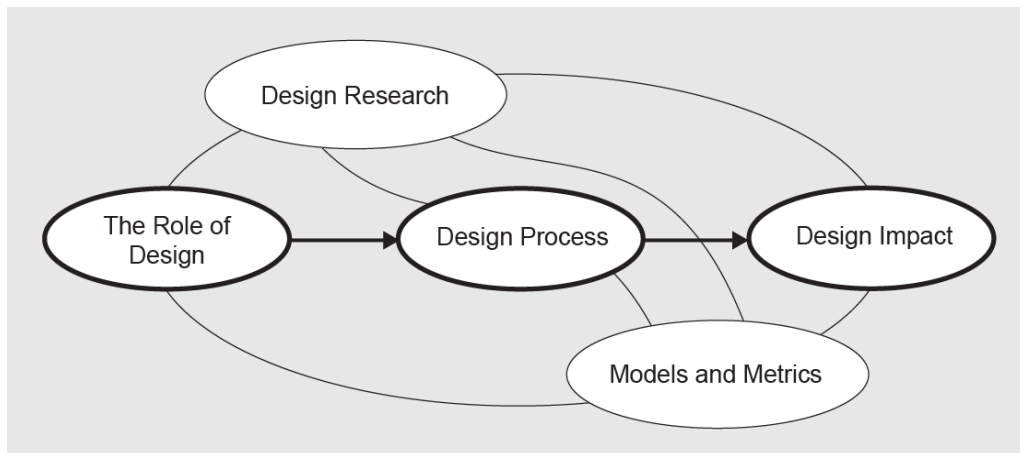 Design Research
The Role of
Design
Design Process
Design Impact
Models and Metrics